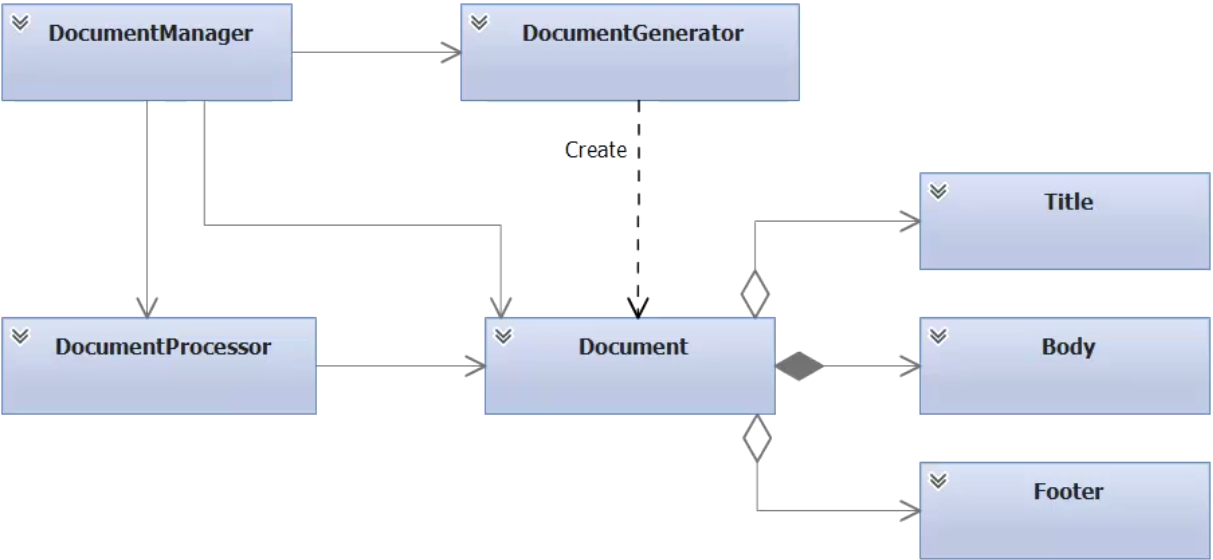 DocumentManager
DocumentGenerator
Create
Title
DocumentProcessor
Document
Body
Footer